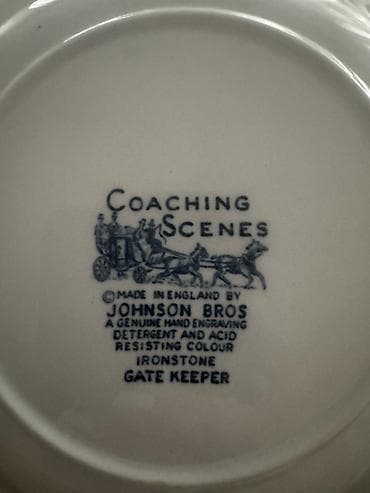 COACHING
SCENES
© MADE IN ENGLAND BY
JOHNSON BROS
A GENUINE HAND ENGRAVING
DETERGENT AND ACID
RESISTING COLOUR
IRONSTONE
GATE KEEPER